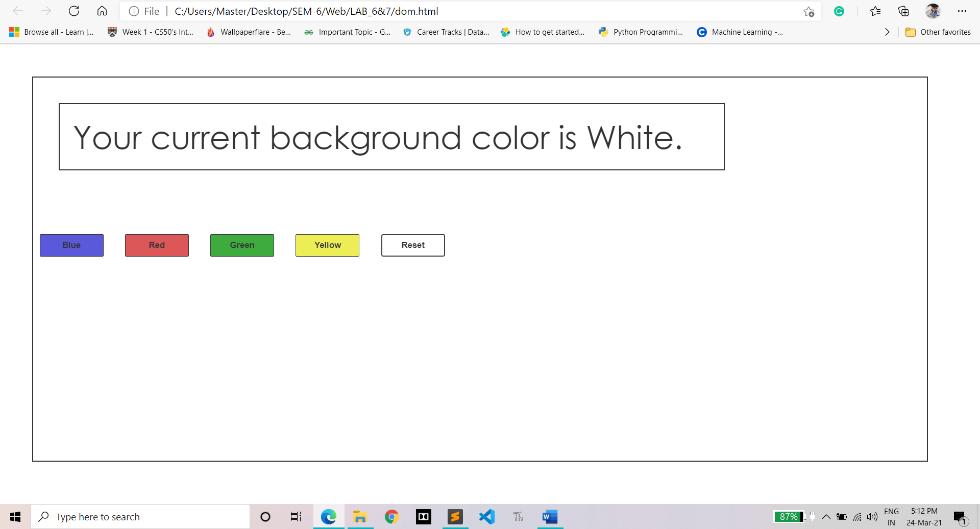 File | C:/Users/Master/Desktop/SEM-6/Web/LAB_6&7/dom.html
Browse all - Learn |... Week 1 - CS50's Int... Wallpaperflare - Be... Important Topic - G... Career Tracks | Data... How to get started... Python Programmi... Machine Learning -... Other favorites
Your current background color is White.
Blue Red Green Yellow Reset
Type here to search
87% ENG 5:12 PM
IN 24-Mar-21 1